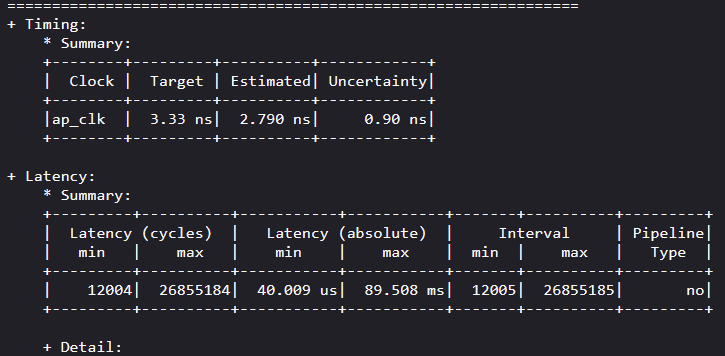 ================================================================
+ Timing:
    * Summary:
    +--------+---------+----------+------------+
    |  Clock |  Target | Estimated| Uncertainty|
    +--------+---------+----------+------------+
    |ap_clk  |  3.33 ns|  2.790 ns|     0.90 ns|
    +--------+---------+----------+------------+

+ Latency:
    * Summary:
    +---------+----------+-----------+-----------+-------+----------+---------+
    |  Latency (cycles)  |   Latency (absolute)  |     Interval     | Pipeline|
    |   min   |    max   |    min    |    max    |  min  |    max   |   Type  |
    +---------+----------+-----------+-----------+-------+----------+---------+
    |    12004|  26855184|  40.009 us|  89.508 ms|  12005|  26855185|       no|
    +---------+----------+-----------+-----------+-------+----------+---------+

    + Detail: